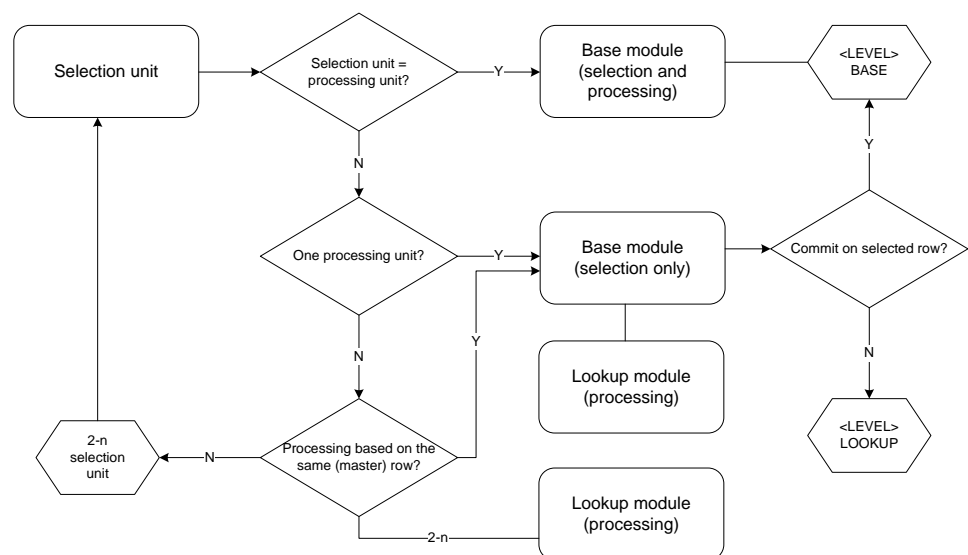 Selection unit
Selection unit =
processing unit?
Y
Base module
(selection and
processing)
<LEVEL>
BASE
N
Y
One processing unit?
Y
Base module
(selection only)
Commit on selected row?
N
Y
N
Lookup module
(processing)
2-n
selection
unit
N
Processing based on the
same (master) row?
<LEVEL>
LOOKUP
2-n
Lookup module
(processing)